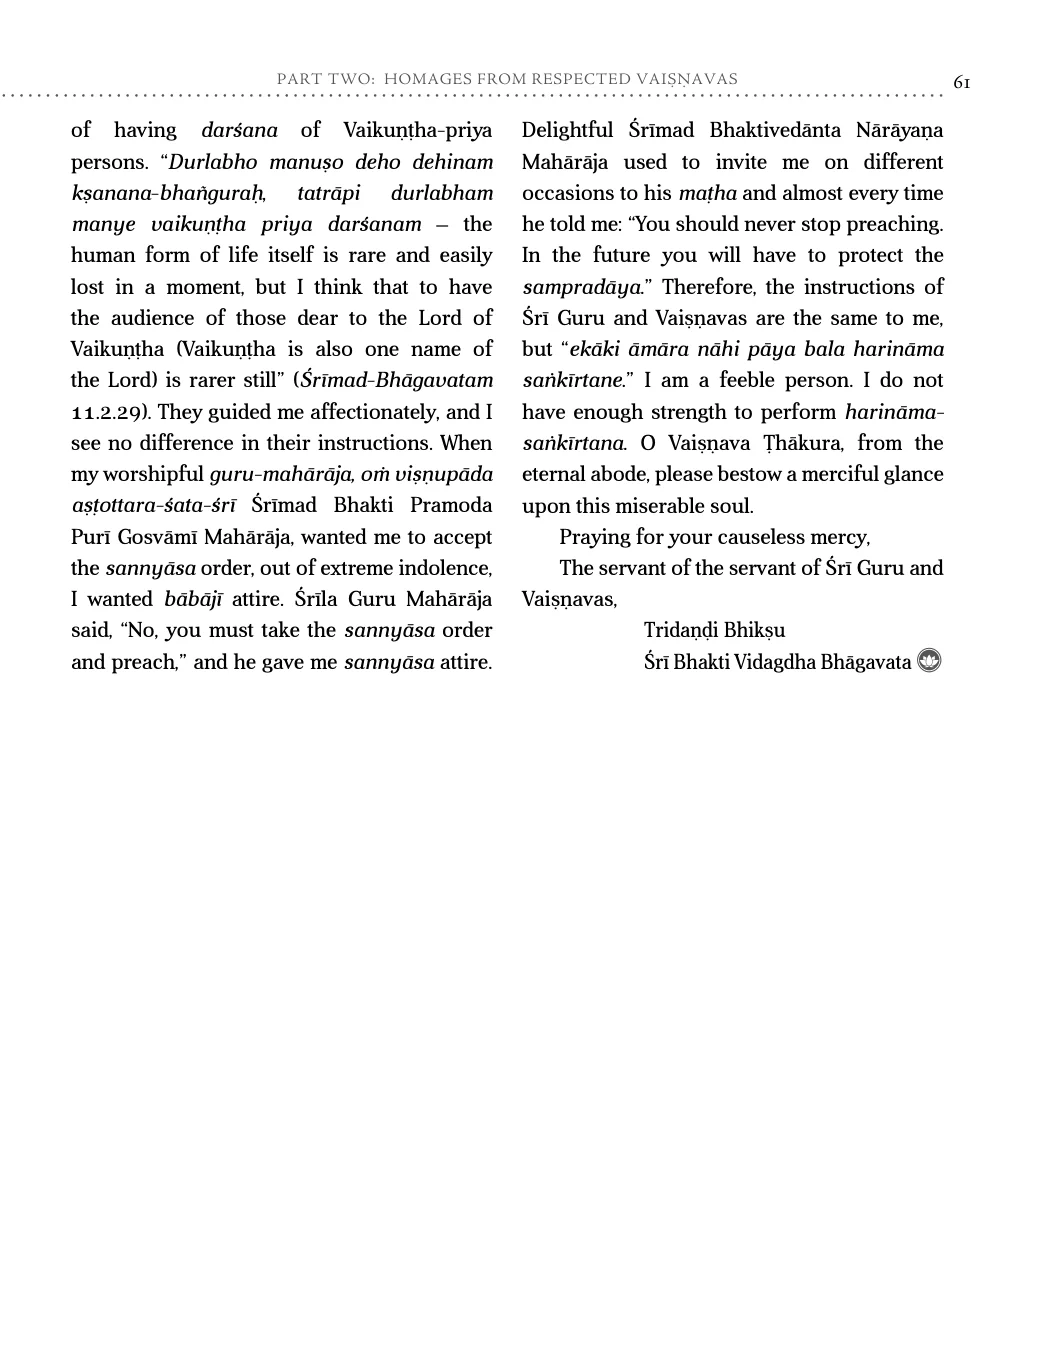 PART TWO: HOMAGES FROM RESPECTED VAIṢṆAVAS 61
of having darśana of Vaikuṇṭha-priya
persons. “Durlabho manuṣo deho dehinam
kṣanana-bhaṅguraḥ, tatrāpi durlabham
manye vaikuṇṭha priya darśanam – the
human form of life itself is rare and easily
lost in a moment, but I think that to have
the audience of those dear to the Lord of
Vaikuṇṭha (Vaikuṇṭha is also one name of
the Lord) is rarer still” (Śrīmad-Bhāgavatam
11.2.29). They guided me affectionately, and I
see no difference in their instructions. When
my worshipful guru-mahārāja, oṁ viṣṇupāda
aṣṭottara-śata-śrī Śrīmad Bhakti Pramoda
Purī Gosvāmī Mahārāja, wanted me to accept
the sannyāsa order, out of extreme indolence,
I wanted bābājī attire. Śrīla Guru Mahārāja
said, “No, you must take the sannyāsa order
and preach,” and he gave me sannyāsa attire.
Delightful Śrīmad Bhaktivedānta Nārāyaṇa
Mahārāja used to invite me on different
occasions to his maṭha and almost every time
he told me: “You should never stop preaching.
In the future you will have to protect the
sampradāya.” Therefore, the instructions of
Śrī Guru and Vaiṣṇavas are the same to me,
but “ekāki āmāra nāhi pāya bala harināma
saṅkīrtane.” I am a feeble person. I do not
have enough strength to perform harināma-
saṅkīrtana. O Vaiṣṇava Ṭhākura, from the
eternal abode, please bestow a merciful glance
upon this miserable soul.
Praying for your causeless mercy,
The servant of the servant of Śrī Guru and
Vaiṣṇavas,
Tridaṇḍi Bhikṣu
Śrī Bhakti Vidagdha Bhāgavata